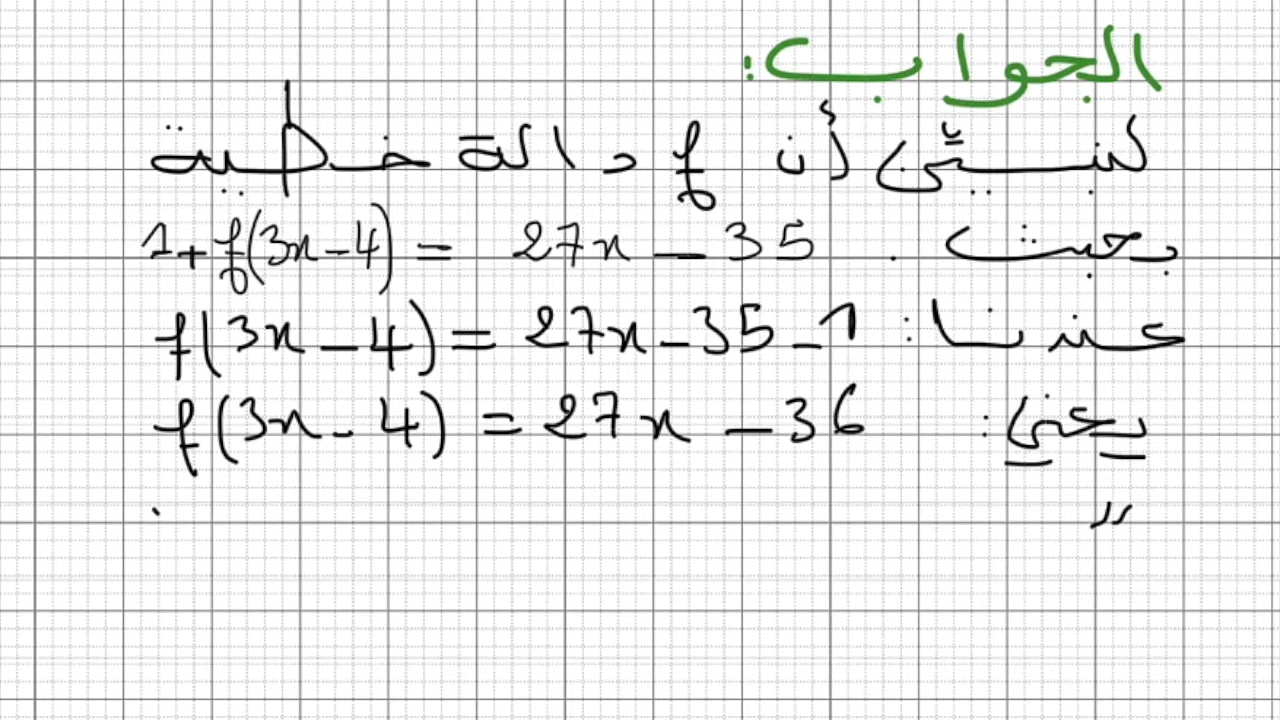 الجواب:
لنبيّن أن f دالة خطية
بحيث. 1+f(3x-4) = 27x - 35
عندنا: f(3x-4) = 27x-35-1
يعني: f(3x-4) = 27x - 36
"